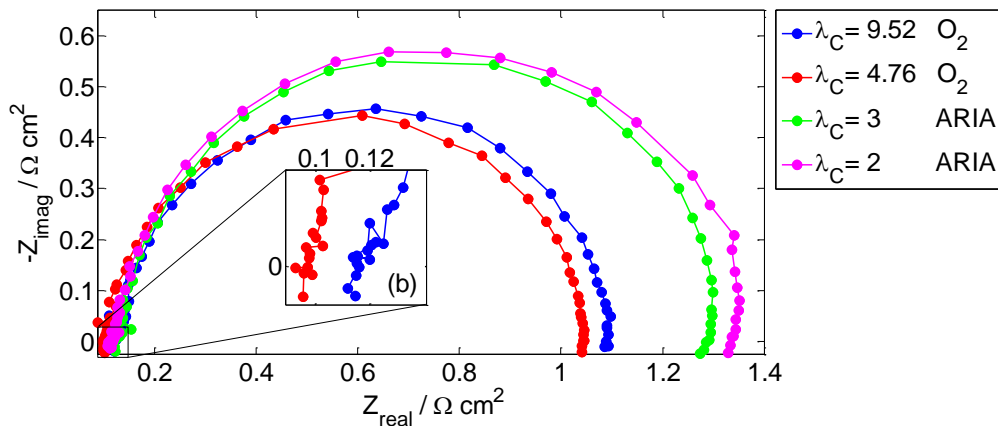 0.6
0.5
0.4
0.3
0.2
0.1
0
-Z_imag / Ω cm²
0.2 0.4 0.6 0.8 1 1.2 1.4
Z_real / Ω cm²
0.1 0.12
0
(b)
λ_C= 9.52 O₂
λ_C= 4.76 O₂
λ_C= 3 ARIA
λ_C= 2 ARIA